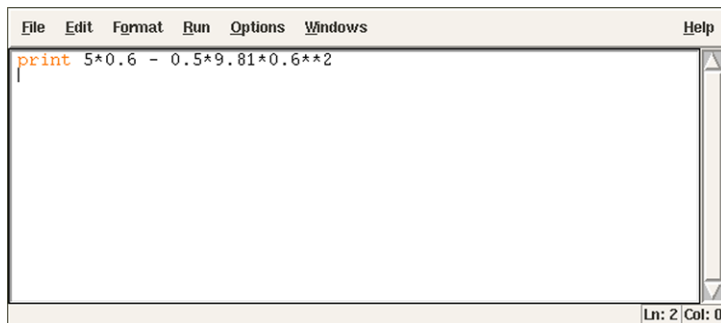 File Edit Format Run Options Windows Help
print 5*0.6 - 0.5*9.81*0.6**2
Ln: 2 Col: 0